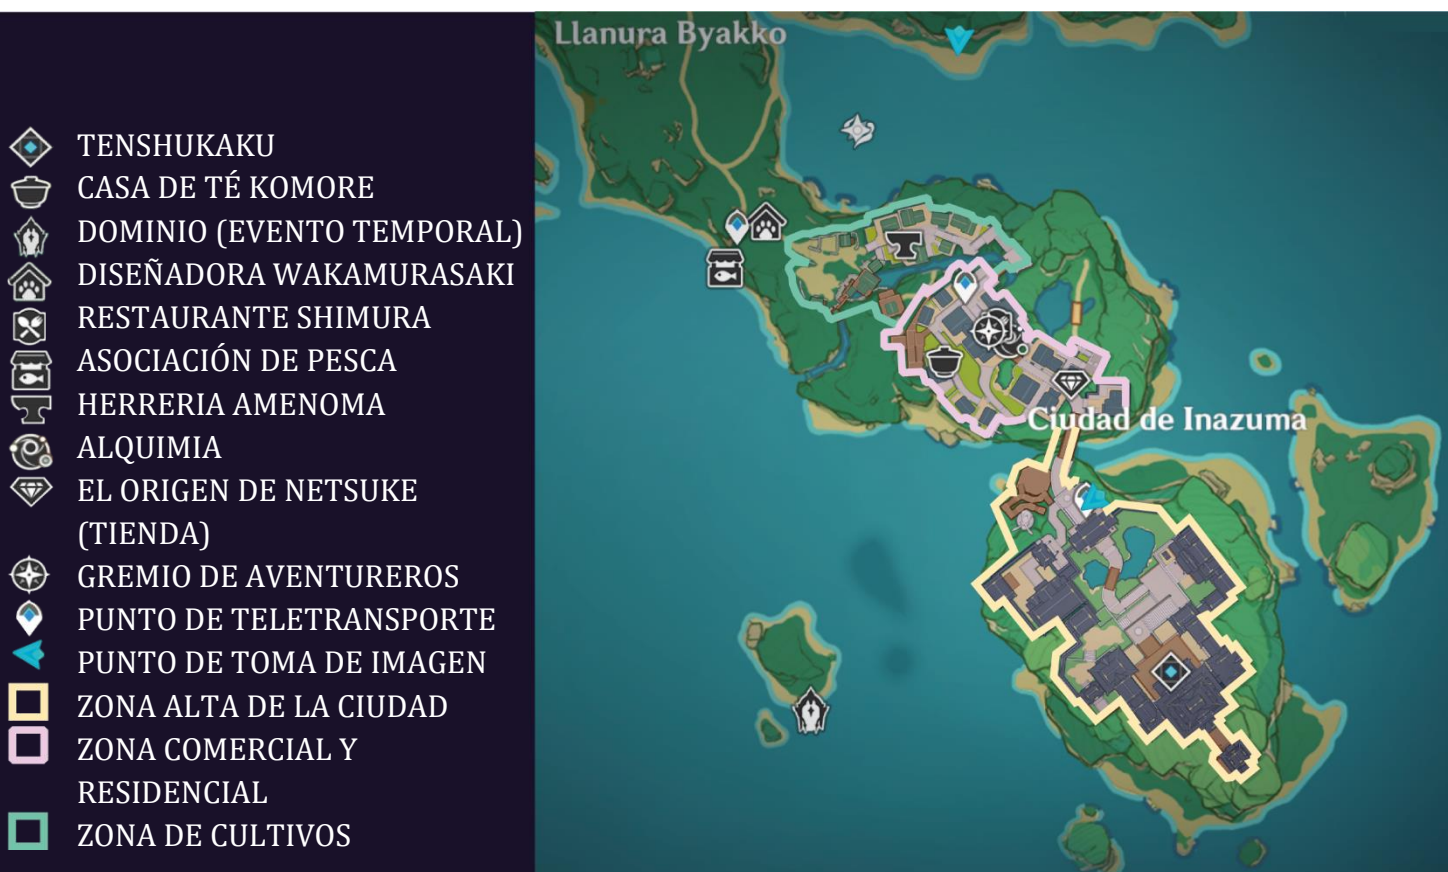 TENSHUKAKU
CASA DE TÉ KOMORE
DOMINIO (EVENTO TEMPORAL)
DISEÑADORA WAKAMURASAKI
RESTAURANTE SHIMURA
ASOCIACIÓN DE PESCA
HERRERIA AMENOMA
ALQUIMIA
EL ORIGEN DE NETSUKE
(TIENDA)
GREMIO DE AVENTUREROS
PUNTO DE TELETRANSPORTE
PUNTO DE TOMA DE IMAGEN
ZONA ALTA DE LA CIUDAD
ZONA COMERCIAL Y
RESIDENCIAL
ZONA DE CULTIVOS
Llanura Byakko
Ciudad de Inazuma